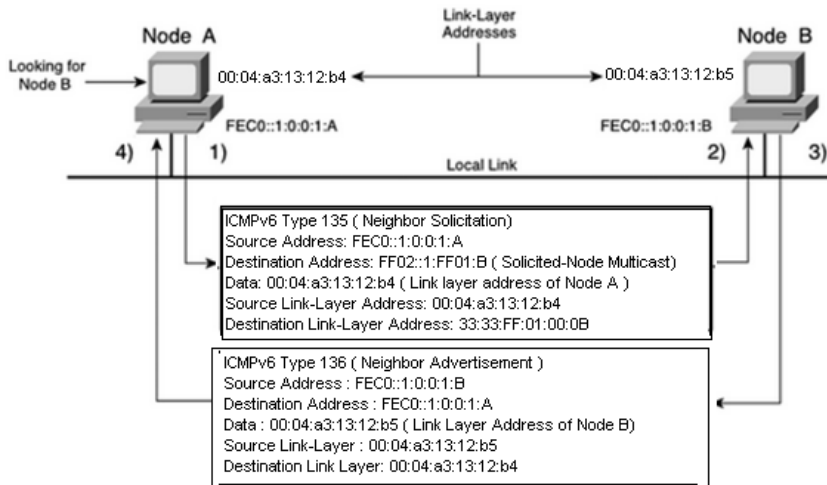 Link-Layer
Addresses
Node A
Node B
Looking for
Node B
00:04:a3:13:12:b4
00:04:a3:13:12:b5
FEC0::1:0:0:1:A
FEC0::1:0:0:1:B
4)
1)
2)
3)
Local Link
ICMPv6 Type 135 ( Neighbor Solicitation)
Source Address: FEC0::1:0:0:1:A
Destination Address: FF02::1:FF01:B ( Solicited-Node Multicast)
Data: 00:04:a3:13:12:b4 ( Link layer address of Node A )
Source Link-Layer Address: 00:04:a3:13:12:b4
Destination Link-Layer Address: 33:33:FF:01:00:0B
ICMPv6 Type 136 ( Neighbor Advertisement )
Source Address : FEC0::1:0:0:1:B
Destination Address : FEC0::1:0:0:1:A
Data : 00:04:a3:13:12:b5 ( Link Layer Address of Node B)
Source Link-Layer : 00:04:a3:13:12:b5
Destination Link Layer: 00:04:a3:13:12:b4